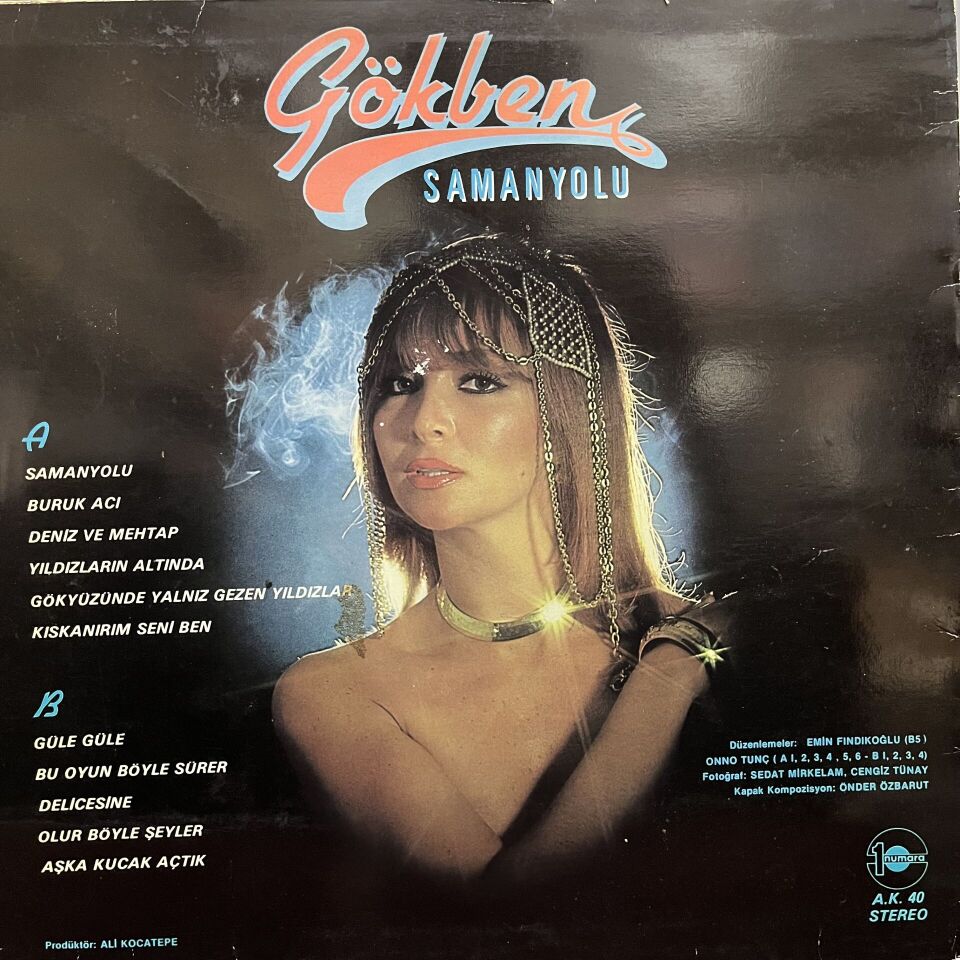 Gökben
SAMANYOLU
A
SAMANYOLU
BURUK ACI
DENİZ VE MEHTAP
YILDIZLARIN ALTINDA
GÖKYÜZÜNDE YALNIZ GEZEN YILDIZLAR
KISKANIRIM SENİ BEN
B
GÜLE GÜLE
BU OYUN BÖYLE SÜRER
DELİCESİNE
OLUR BÖYLE ŞEYLER
AŞKA KUCAK AÇTIK
Düzenlemeler: EMİN FINDIKOĞLU (B5)
ONNO TUNÇ ( A I, 2, 3, 4 , 5, 6 - B I, 2, 3, 4)
Fotoğraf: SEDAT MİRKELAM, CENGİZ TÜNAY
Kapak Kompozisyon: ÖNDER ÖZBARUT
1 numara
A.K. 40
STEREO
Prodüktör: ALİ KOCATEPE